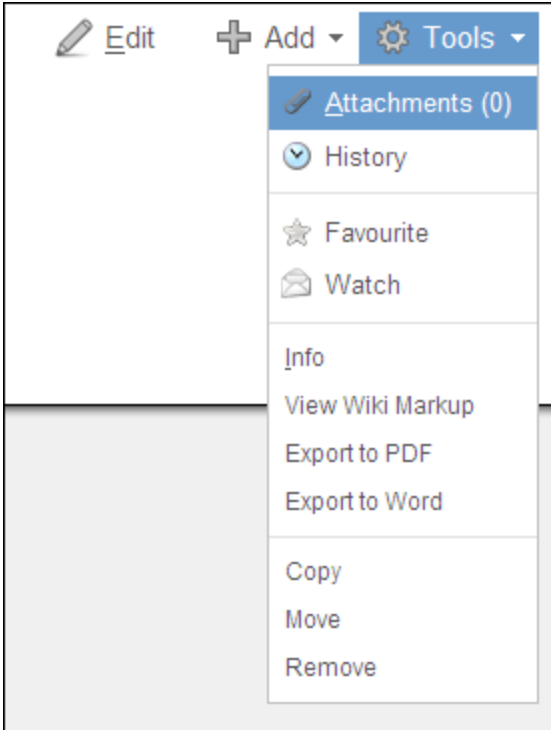 Edit Add Tools
Attachments (0)
History
Favourite
Watch
Info
View Wiki Markup
Export to PDF
Export to Word
Copy
Move
Remove